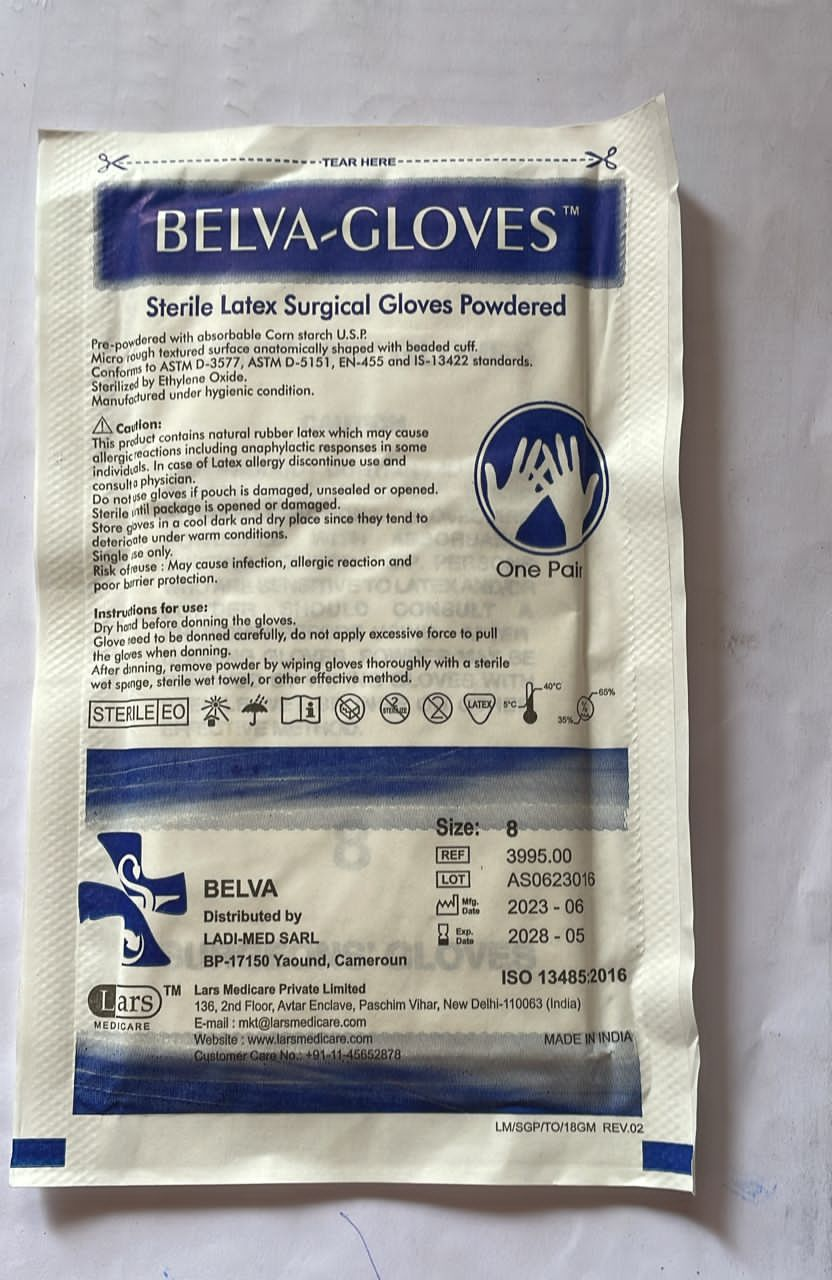 TEAR HERE
BELVA-GLOVES™
Sterile Latex Surgical Gloves Powdered
Pre-powdered with absorbable Corn starch U.S.P.
Micro rough textured surface anatomically shaped with beaded cuff.
Conforms to ASTM D-3577, ASTM D-5151, EN-455 and IS-13422 standards.
Sterilized by Ethylene Oxide.
Manufactured under hygienic condition.
Caution:
This product contains natural rubber latex which may cause
allergic reactions including anaphylactic responses in some
individuals. In case of Latex allergy discontinue use and
consult a physician.
Do not use gloves if pouch is damaged, unsealed or opened.
Sterile until package is opened or damaged.
Store gloves in a cool dark and dry place since they tend to
deteriorate under warm conditions.
Single use only.
Risk of reuse : May cause infection, allergic reaction and
poor barrier protection.
One Pair
Instructions for use:
Dry hand before donning the gloves.
Glove need to be donned carefully, do not apply excessive force to pull
the gloves when donning.
After donning, remove powder by wiping gloves thoroughly with a sterile
wet sponge, sterile wet towel, or other effective method.
STERILE EO
2 STERILIZE
2
LATEX
5°C 40°C
35% 65%
Size: 8
REF 3995.00
LOT AS0623016
Mfg. Date 2023 - 06
Exp. Date 2028 - 05
ISO 13485:2016
BELVA
Distributed by
LADI-MED SARL
BP-17150 Yaound, Cameroun
Lars™
MEDICARE
Lars Medicare Private Limited
136, 2nd Floor, Avtar Enclave, Paschim Vihar, New Delhi-110063 (India)
E-mail : mkt@larsmedicare.com
Website : www.larsmedicare.com
Customer Care No.: +91-11-45652878
MADE IN INDIA
LM/SGP/TO/18GM REV.02